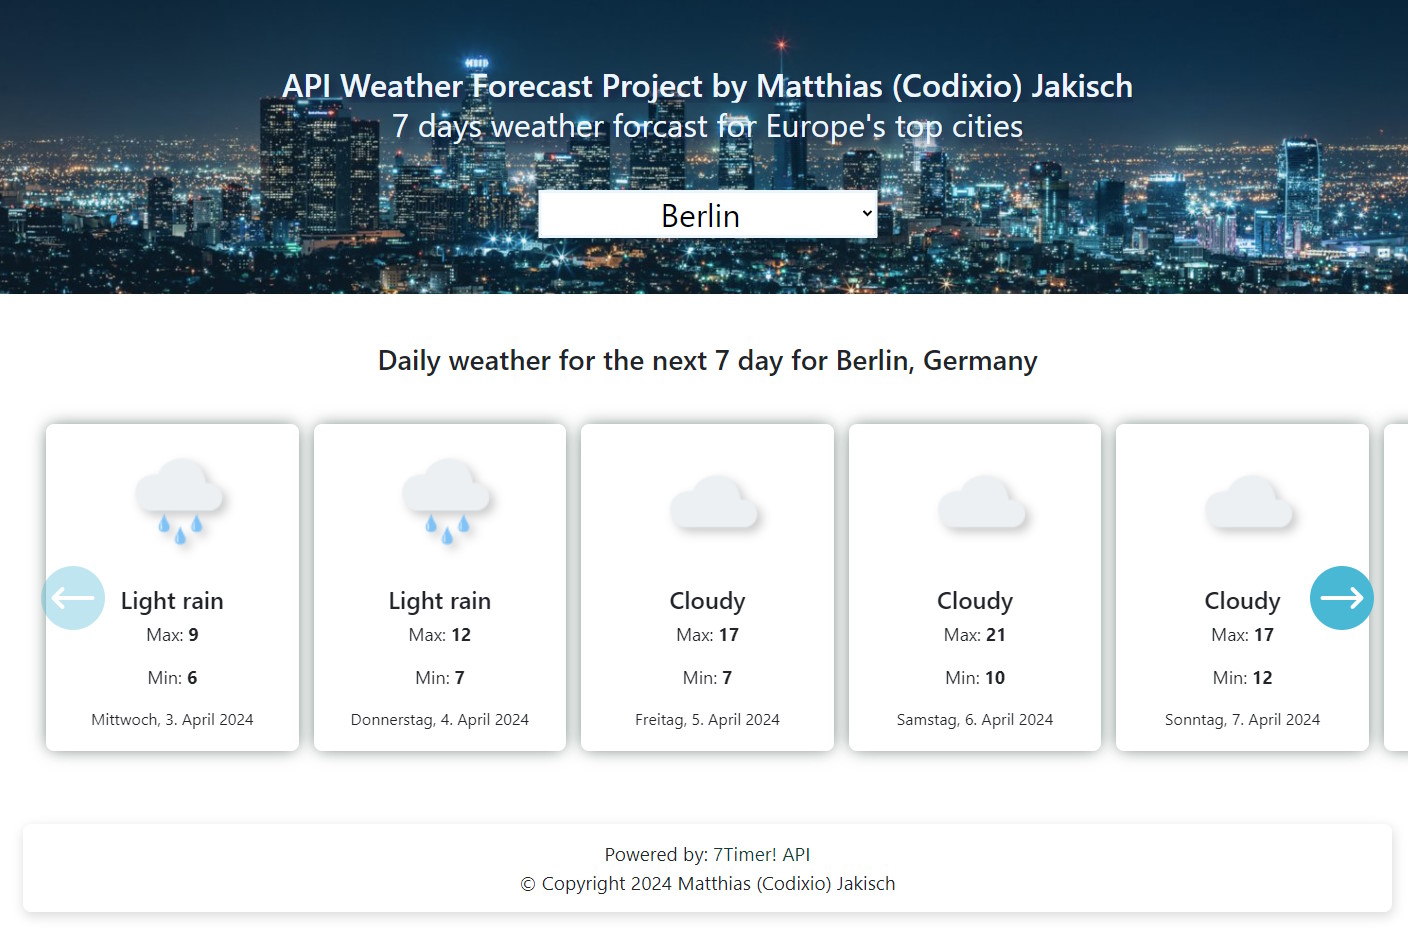 API Weather Forecast Project by Matthias (Codixio) Jakisch
7 days weather forcast for Europe's top cities
Berlin
Daily weather for the next 7 day for Berlin, Germany
Light rain
Max: 9
Min: 6
Mittwoch, 3. April 2024
Light rain
Max: 12
Min: 7
Donnerstag, 4. April 2024
Cloudy
Max: 17
Min: 7
Freitag, 5. April 2024
Cloudy
Max: 21
Min: 10
Samstag, 6. April 2024
Cloudy
Max: 17
Min: 12
Sonntag, 7. April 2024
Powered by: 7Timer! API
© Copyright 2024 Matthias (Codixio) Jakisch